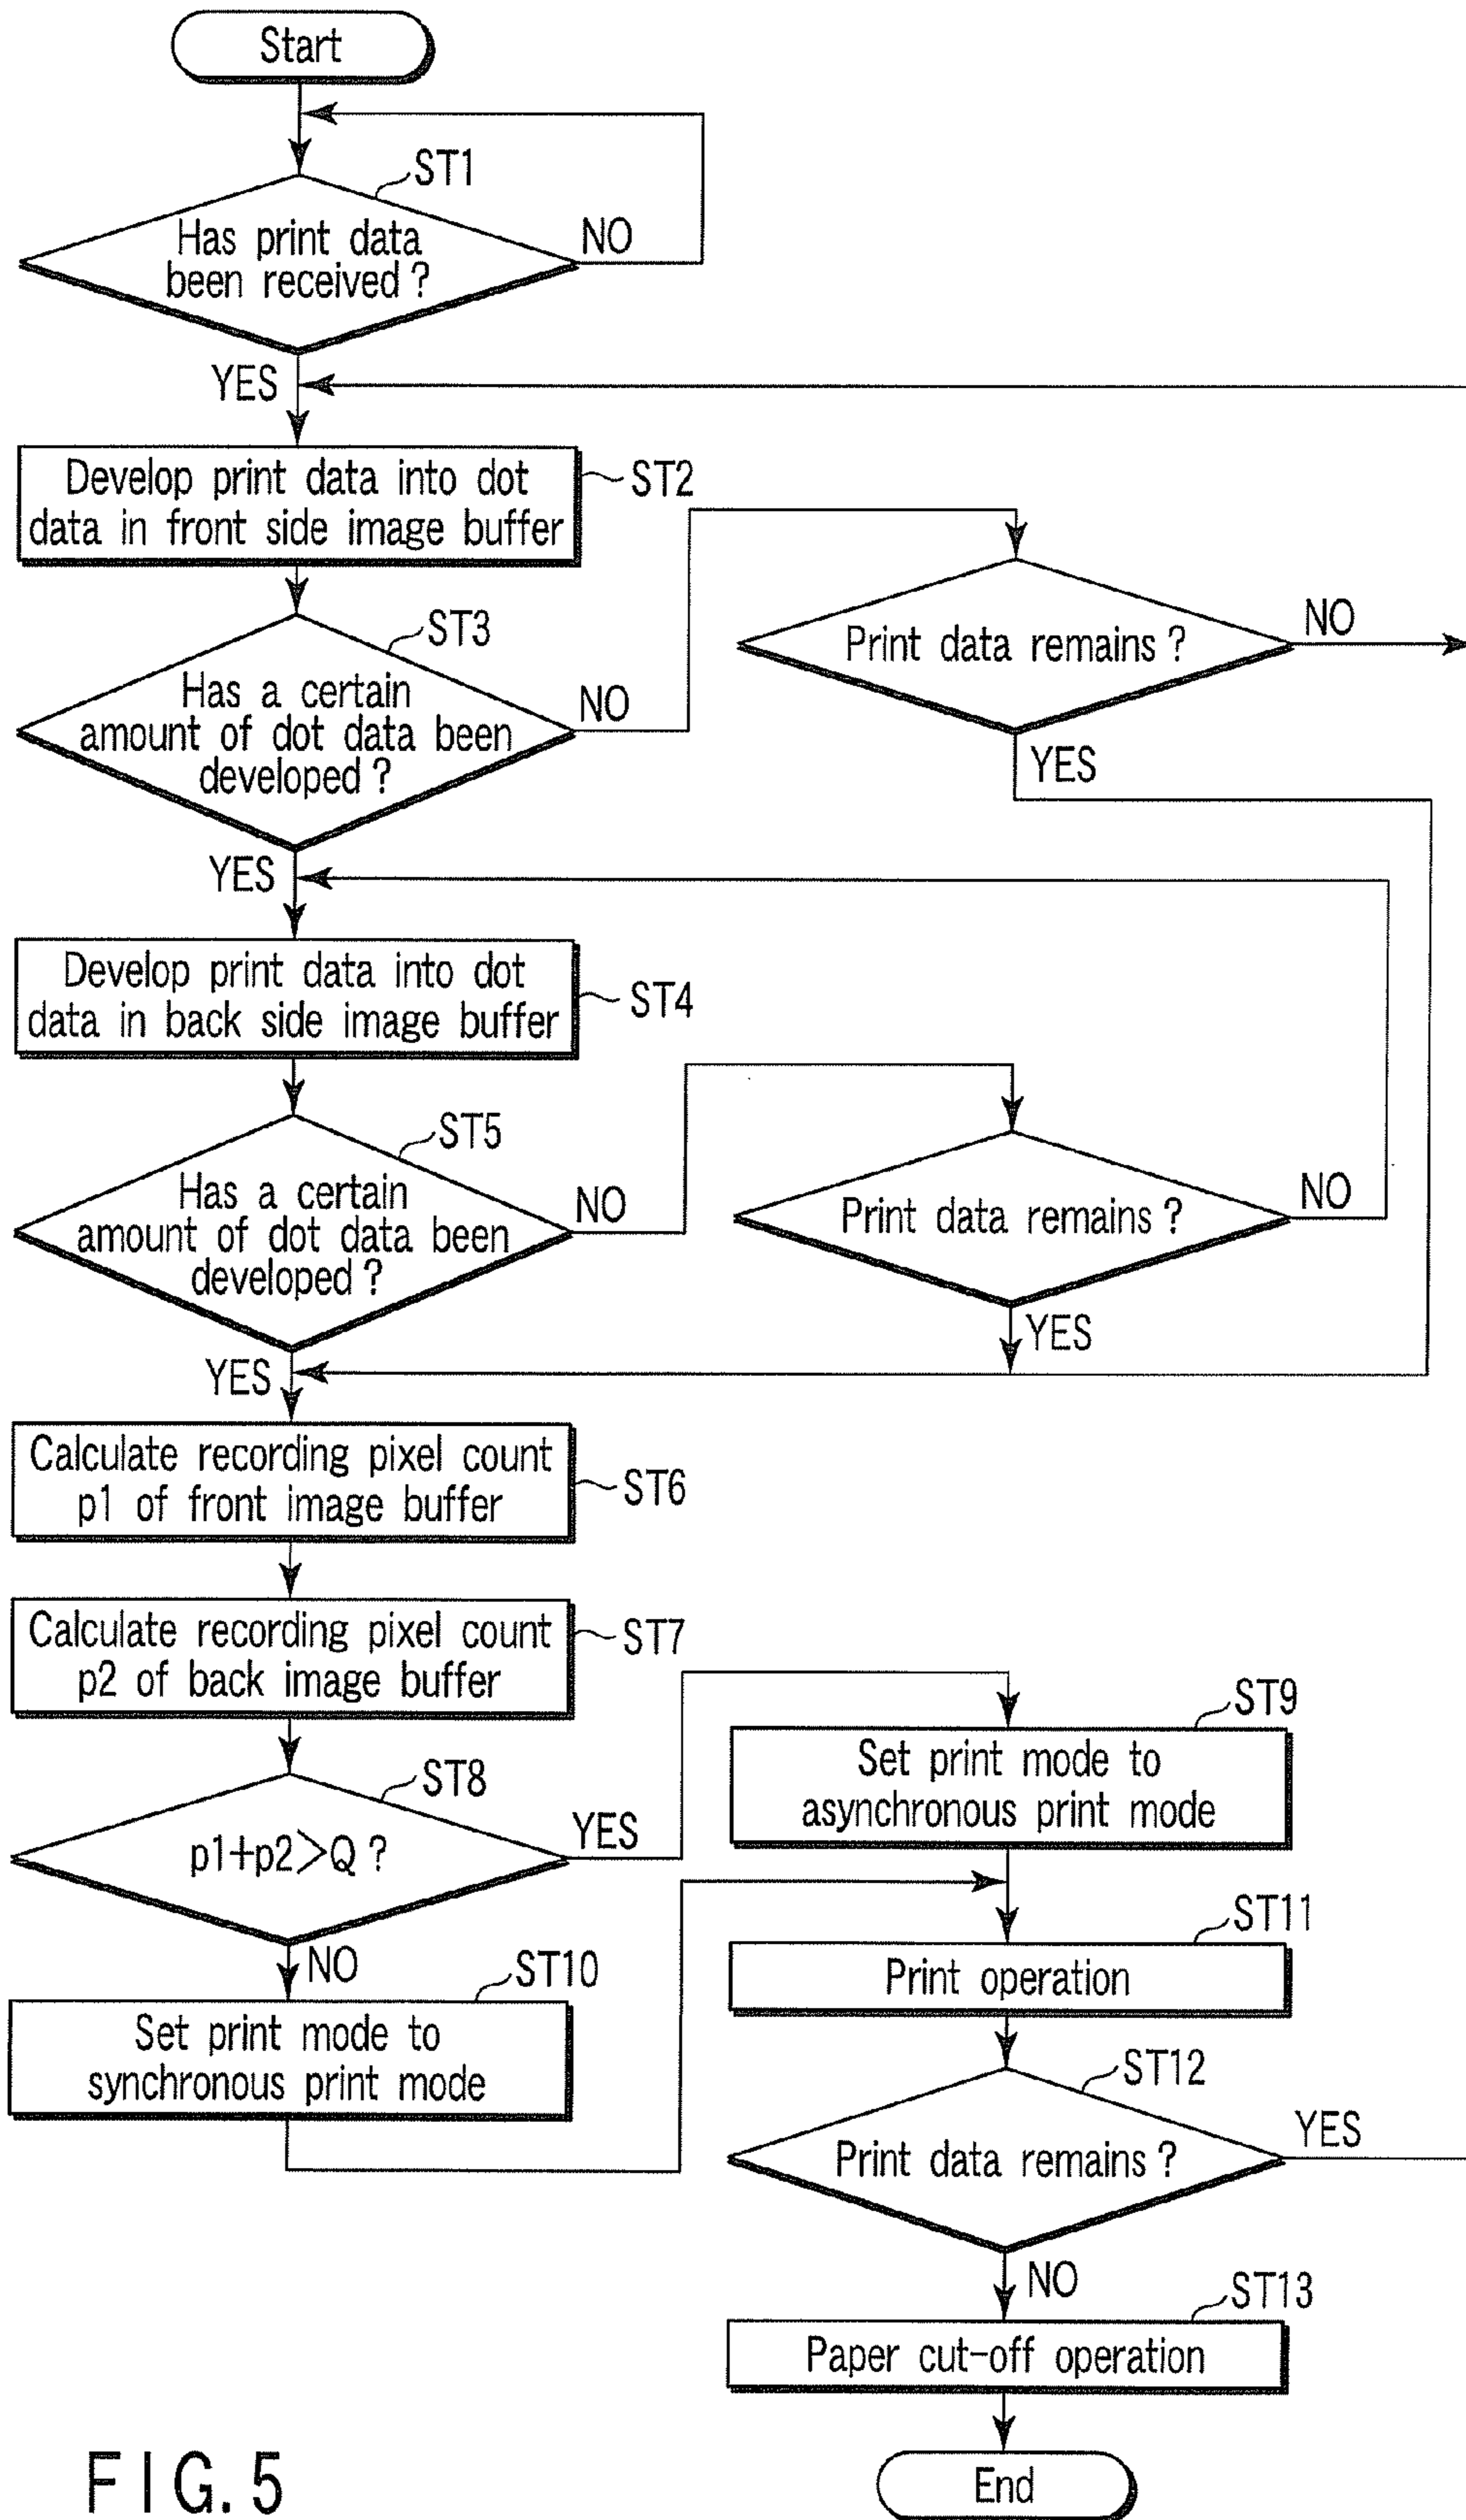 Start
ST1
Has print data
been received ?
NO
YES
Develop print data into dot
data in front side image buffer
ST2
ST3
Has a certain
amount of dot data been
developed ?
NO
Print data remains ?
NO
YES
YES
Develop print data into dot
data in back side image buffer
ST4
ST5
Has a certain
amount of dot data been
developed ?
NO
Print data remains ?
NO
YES
YES
Calculate recording pixel count
p1 of front image buffer
ST6
Calculate recording pixel count
p2 of back image buffer
ST7
ST8
p1+p2>Q ?
YES
NO
ST9
Set print mode to
asynchronous print mode
ST10
Set print mode to
synchronous print mode
ST11
Print operation
ST12
Print data remains ?
YES
NO
ST13
Paper cut-off operation
End
FIG. 5